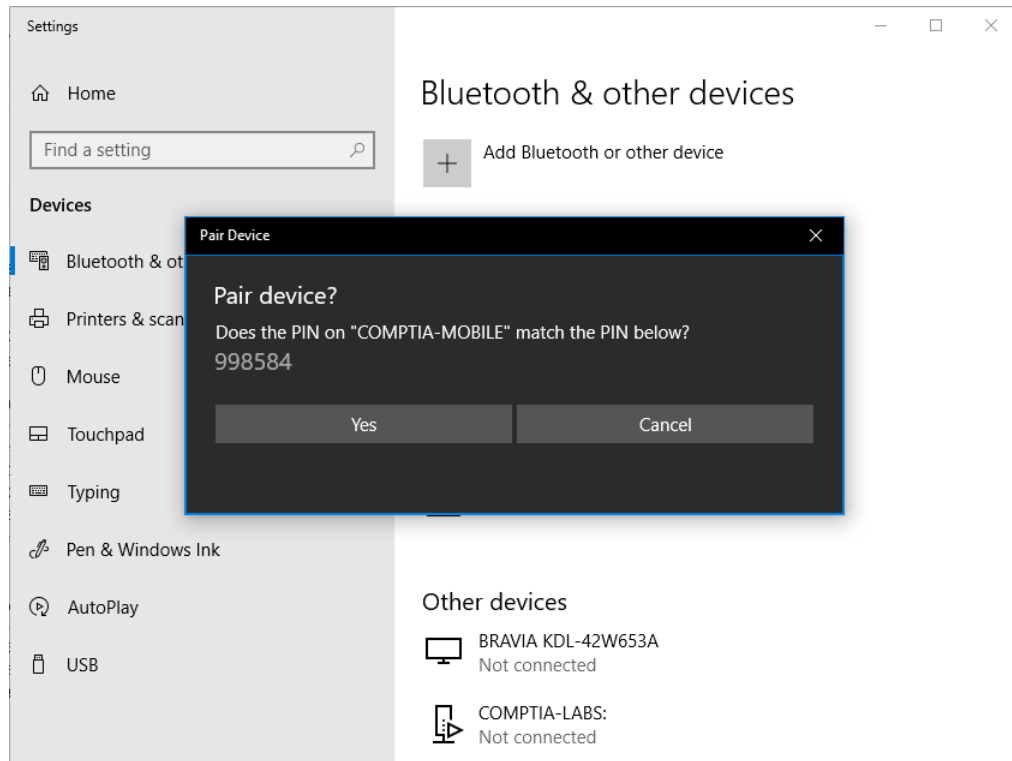 Settings
Home
Find a setting
Devices
Bluetooth & ot
Printers & scan
Mouse
Touchpad
Typing
Pen & Windows Ink
AutoPlay
USB
Bluetooth & other devices
Add Bluetooth or other device
Pair Device
Pair device?
Does the PIN on "COMPTIA-MOBILE" match the PIN below?
998584
Yes
Cancel
Other devices
BRAVIA KDL-42W653A
Not connected
COMPTIA-LABS:
Not connected